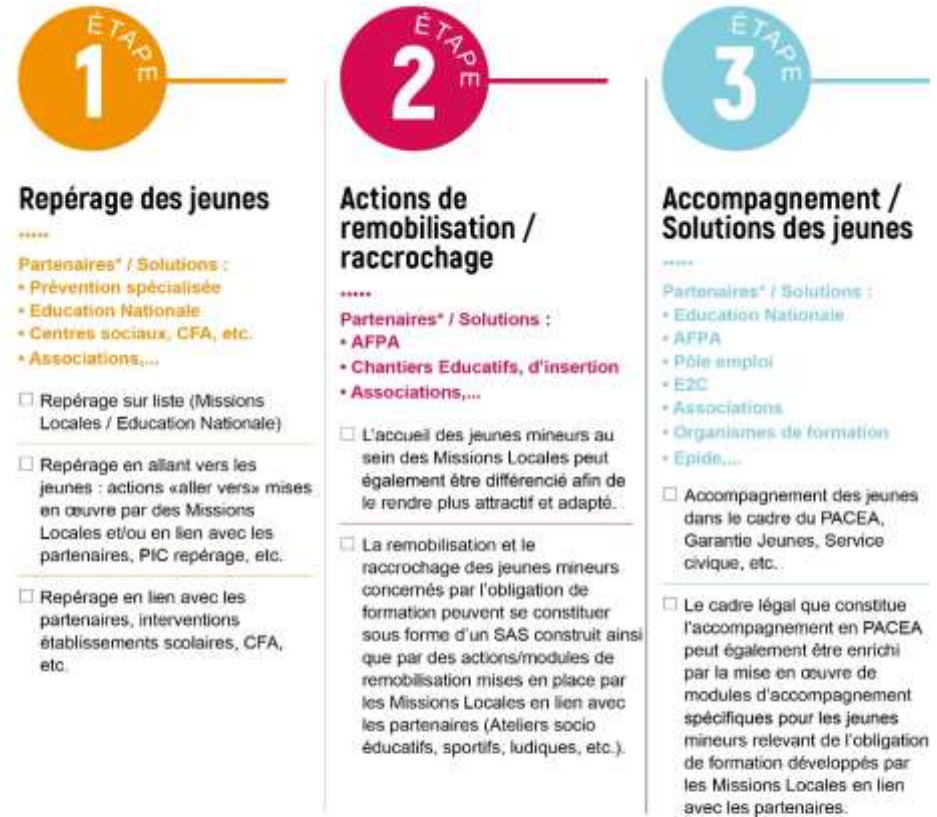 ÉTAPE
1
Repérage des jeunes
Partenaires* / Solutions :
• Prévention spécialisée
• Education Nationale
• Centres sociaux, CFA, etc.
• Associations,...
Repérage sur liste (Missions
Locales / Education Nationale)
Repérage en allant vers les
jeunes : actions «aller vers» mises
en œuvre par des Missions
Locales et/ou en lien avec les
partenaires, PIC repérage, etc.
Repérage en lien avec les
partenaires, interventions
établissements scolaires, CFA,
etc.
ÉTAPE
2
Actions de
remobilisation /
raccrochage
Partenaires* / Solutions :
• AFPA
• Chantiers Educatifs, d'insertion
• Associations,...
L'accueil des jeunes mineurs au
sein des Missions Locales peut
également être différencié afin de
le rendre plus attractif et adapté.
La remobilisation et le
raccrochage des jeunes mineurs
concernés par l'obligation de
formation peuvent se constituer
sous forme d'un SAS construit ainsi
que par des actions/modules de
remobilisation mises en place par
les Missions Locales en lien avec
les partenaires (Ateliers socio
éducatifs, sportifs, ludiques, etc.).
ÉTAPE
3
Accompagnement /
Solutions des jeunes
Partenaires* / Solutions :
• Education Nationale
• AFPA
• Pôle emploi
• E2C
• Associations
• Organismes de formation
• Epide,...
Accompagnement des jeunes
dans le cadre du PACEA,
Garantie Jeunes, Service
civique, etc.
Le cadre légal que constitue
l'accompagnement en PACEA
peut également être enrichi
par la mise en œuvre de
modules d'accompagnement
spécifiques pour les jeunes
mineurs relevant de l'obligation
de formation développés par
les Missions Locales en lien
avec les partenaires.